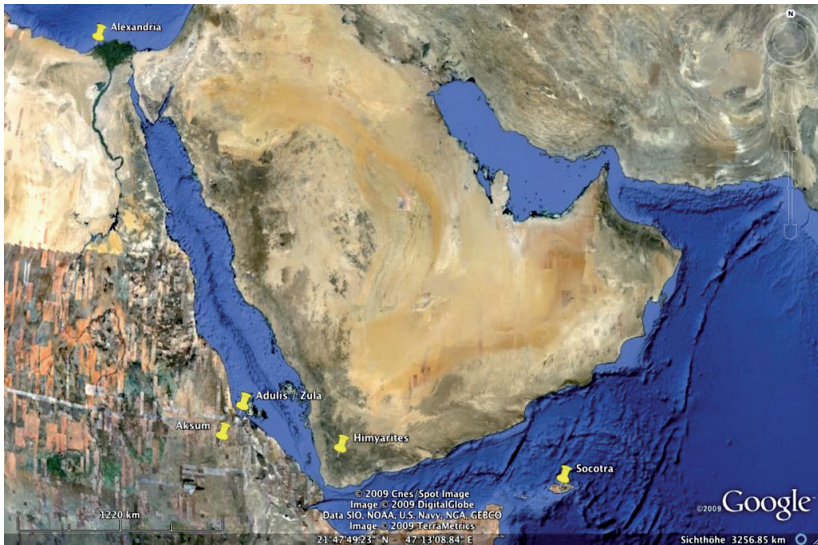 N
Alexandria
Adulis / Zula
Aksum
Himyarites
Socotra
© 2009 Cnes/Spot Image
Image © 2009 DigitalGlobe
Data SIO, NOAA, U.S. Navy, NGA, GEBCO
Image © 2009 TerraMetrics
©2009 Google
1220 km
21°47'49.23" N 47°13'08.84" E
Sichthöhe 3256.85 km